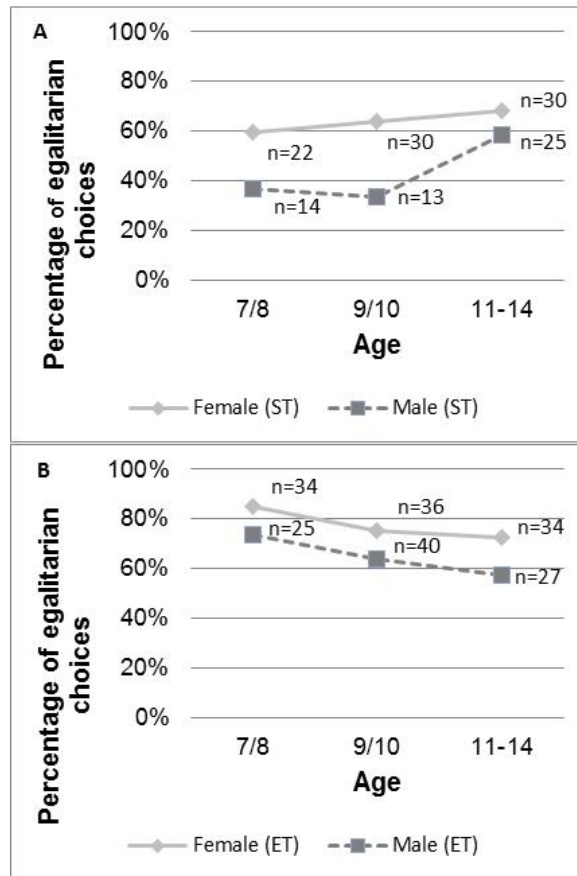 A
Percentage of egalitarian
choices
100%
80%
60%
40%
20%
0%
n=22
n=30
n=30
n=14
n=13
n=25
7/8
9/10
11-14
Age
Female (ST)
Male (ST)
B
Percentage of egalitarian
choices
100%
80%
60%
40%
20%
0%
n=34
n=36
n=34
n=25
n=40
n=27
7/8
9/10
11-14
Age
Female (ET)
Male (ET)